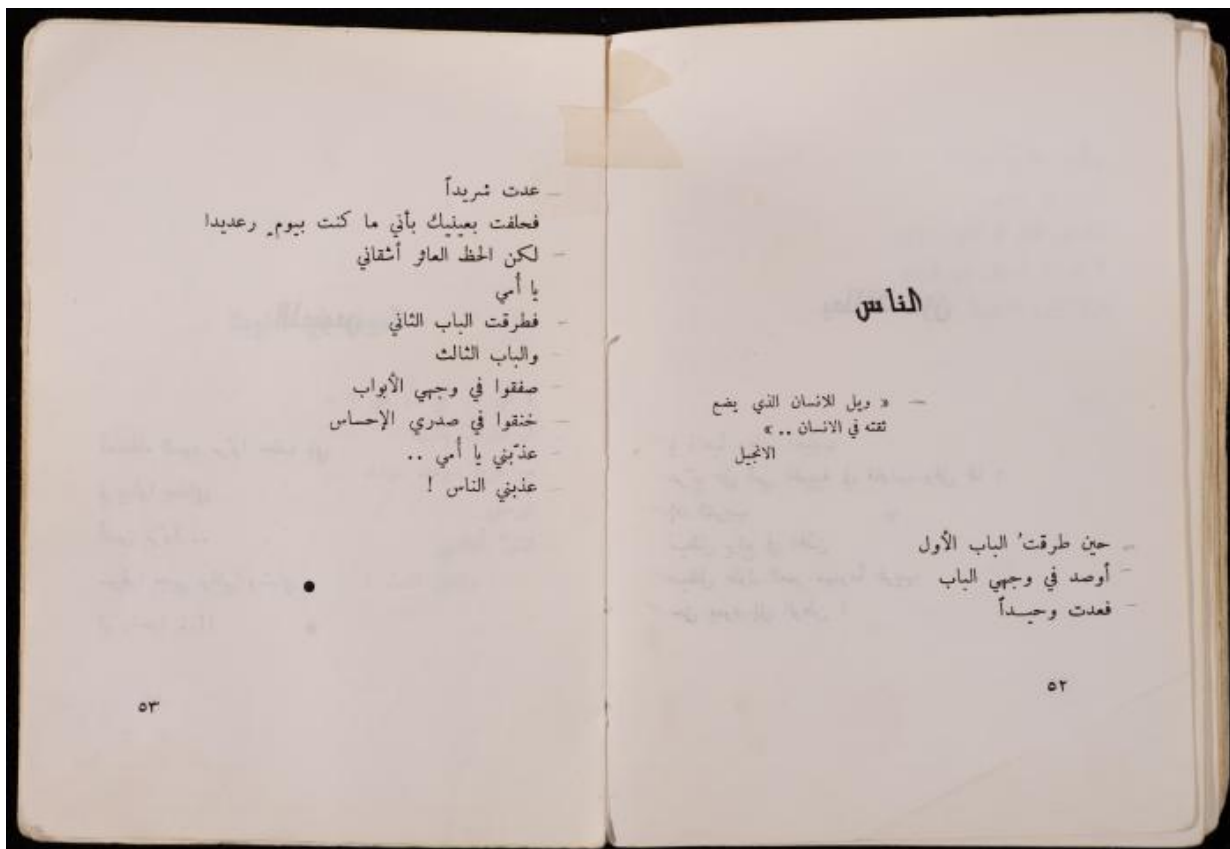 الناس
« ويل للانسان الذي يضع
ثقته في الانسان .. »
الانجيل
حين طرقتُ الباب الأول
أوصد في وجهي الباب
فعدت وحيـــداً
٥٢
عدت شريداً
فحلفت بعينيك بأني ما كنت بيومٍ رعديدا
لكن الحظ العاثر أشقاني
يا أمي
فطرقت الباب الثاني
والباب الثالث
صفقوا في وجهي الأبواب
خنقوا في صدري الإحساس
عذّبني يا أمي ..
عذبني الناس !
٥٣